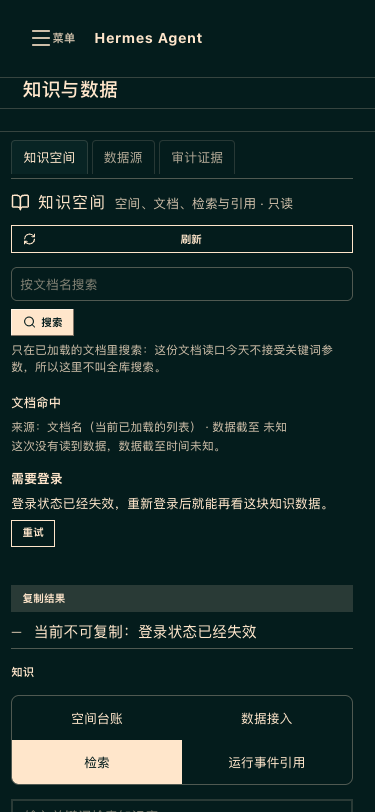 菜单 Hermes Agent
知识与数据
知识空间 数据源 审计证据
知识空间 空间、文档、检索与引用 · 只读
刷新
按文档名搜索
搜索
只在已加载的文档里搜索：这份文档读口今天不接受关键词参
数，所以这里不叫全库搜索。
文档命中
来源：文档名（当前已加载的列表） · 数据截至 未知
这次没有读到数据，数据截至时间未知。
需要登录
登录状态已经失效，重新登录后就能再看这块知识数据。
重试
复制结果
— 当前不可复制：登录状态已经失效
知识
空间台账 数据接入
检索 运行事件引用